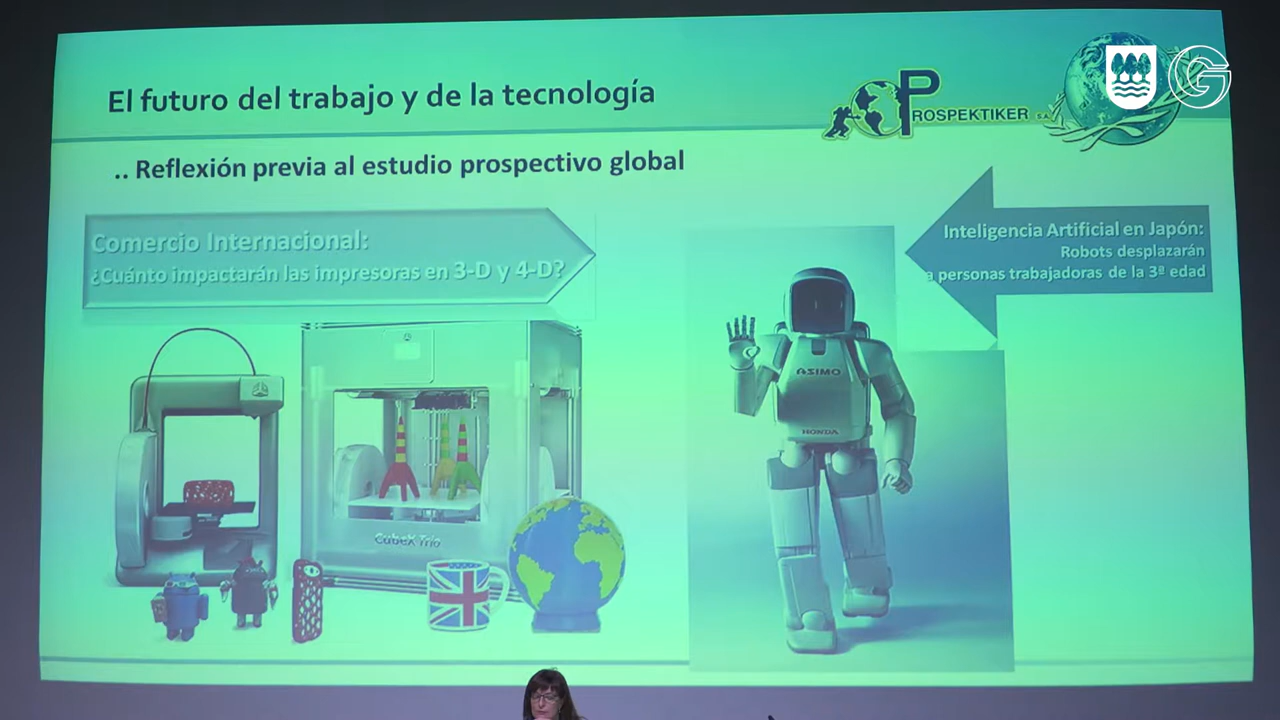 El futuro del trabajo y de la tecnología
PROSPEKTIKER S.A.
G
.. Reflexión previa al estudio prospectivo global
Comercio Internacional:
¿Cuánto impactarán las impresoras en 3-D y 4-D?
Inteligencia Artificial en Japón:
Robots desplazarán
a personas trabajadoras de la 3ª edad
ASIMO
HONDA
CubeX Trio